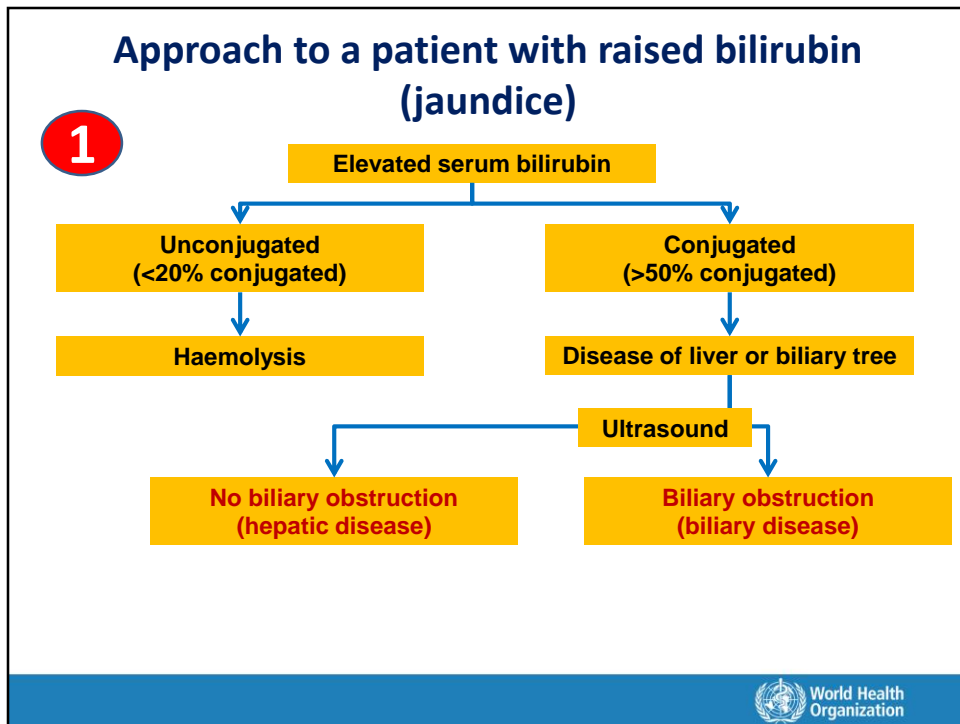 Approach to a patient with raised bilirubin
(jaundice)
1
Elevated serum bilirubin
Unconjugated
(<20% conjugated)
Conjugated
(>50% conjugated)
Haemolysis
Disease of liver or biliary tree
Ultrasound
No biliary obstruction
(hepatic disease)
Biliary obstruction
(biliary disease)
World Health
Organization